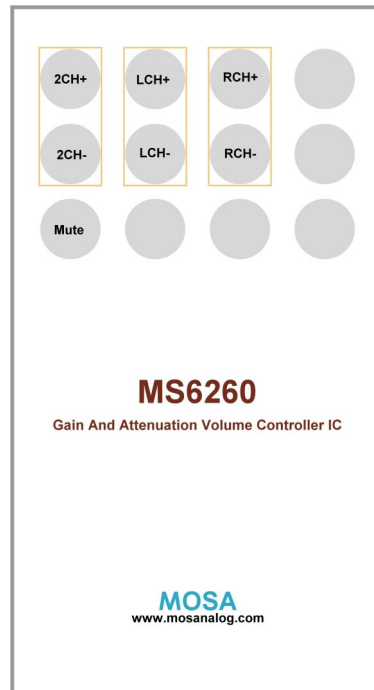 2CH+ LCH+ RCH+
2CH- LCH- RCH-
Mute
MS6260
Gain And Attenuation Volume Controller IC
MOSA
www.mosanalog.com